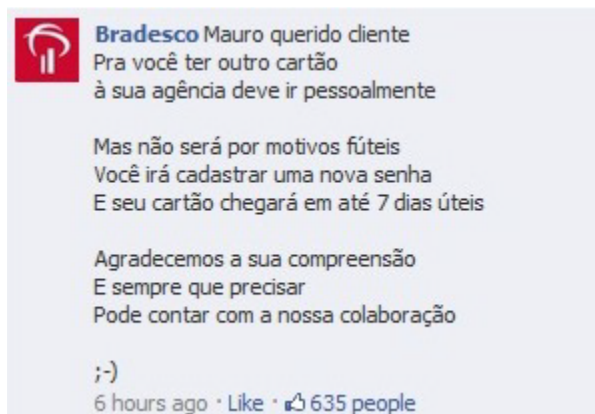 Bradesco Mauro querido cliente
Pra você ter outro cartão
à sua agência deve ir pessoalmente
Mas não será por motivos fúteis
Você irá cadastrar uma nova senha
E seu cartão chegará em até 7 dias úteis
Agradecemos a sua compreensão
E sempre que precisar
Pode contar com a nossa colaboração
;-)
6 hours ago · Like · 635 people